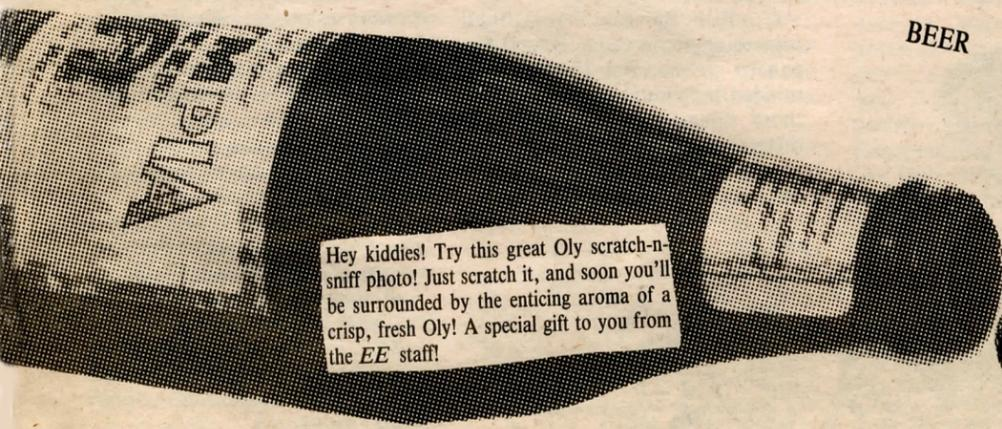 BEER
MPIA
Hey kiddies! Try this great Oly scratch-n-
sniff photo! Just scratch it, and soon you'll
be surrounded by the enticing aroma of a
crisp, fresh Oly! A special gift to you from
the EE staff!